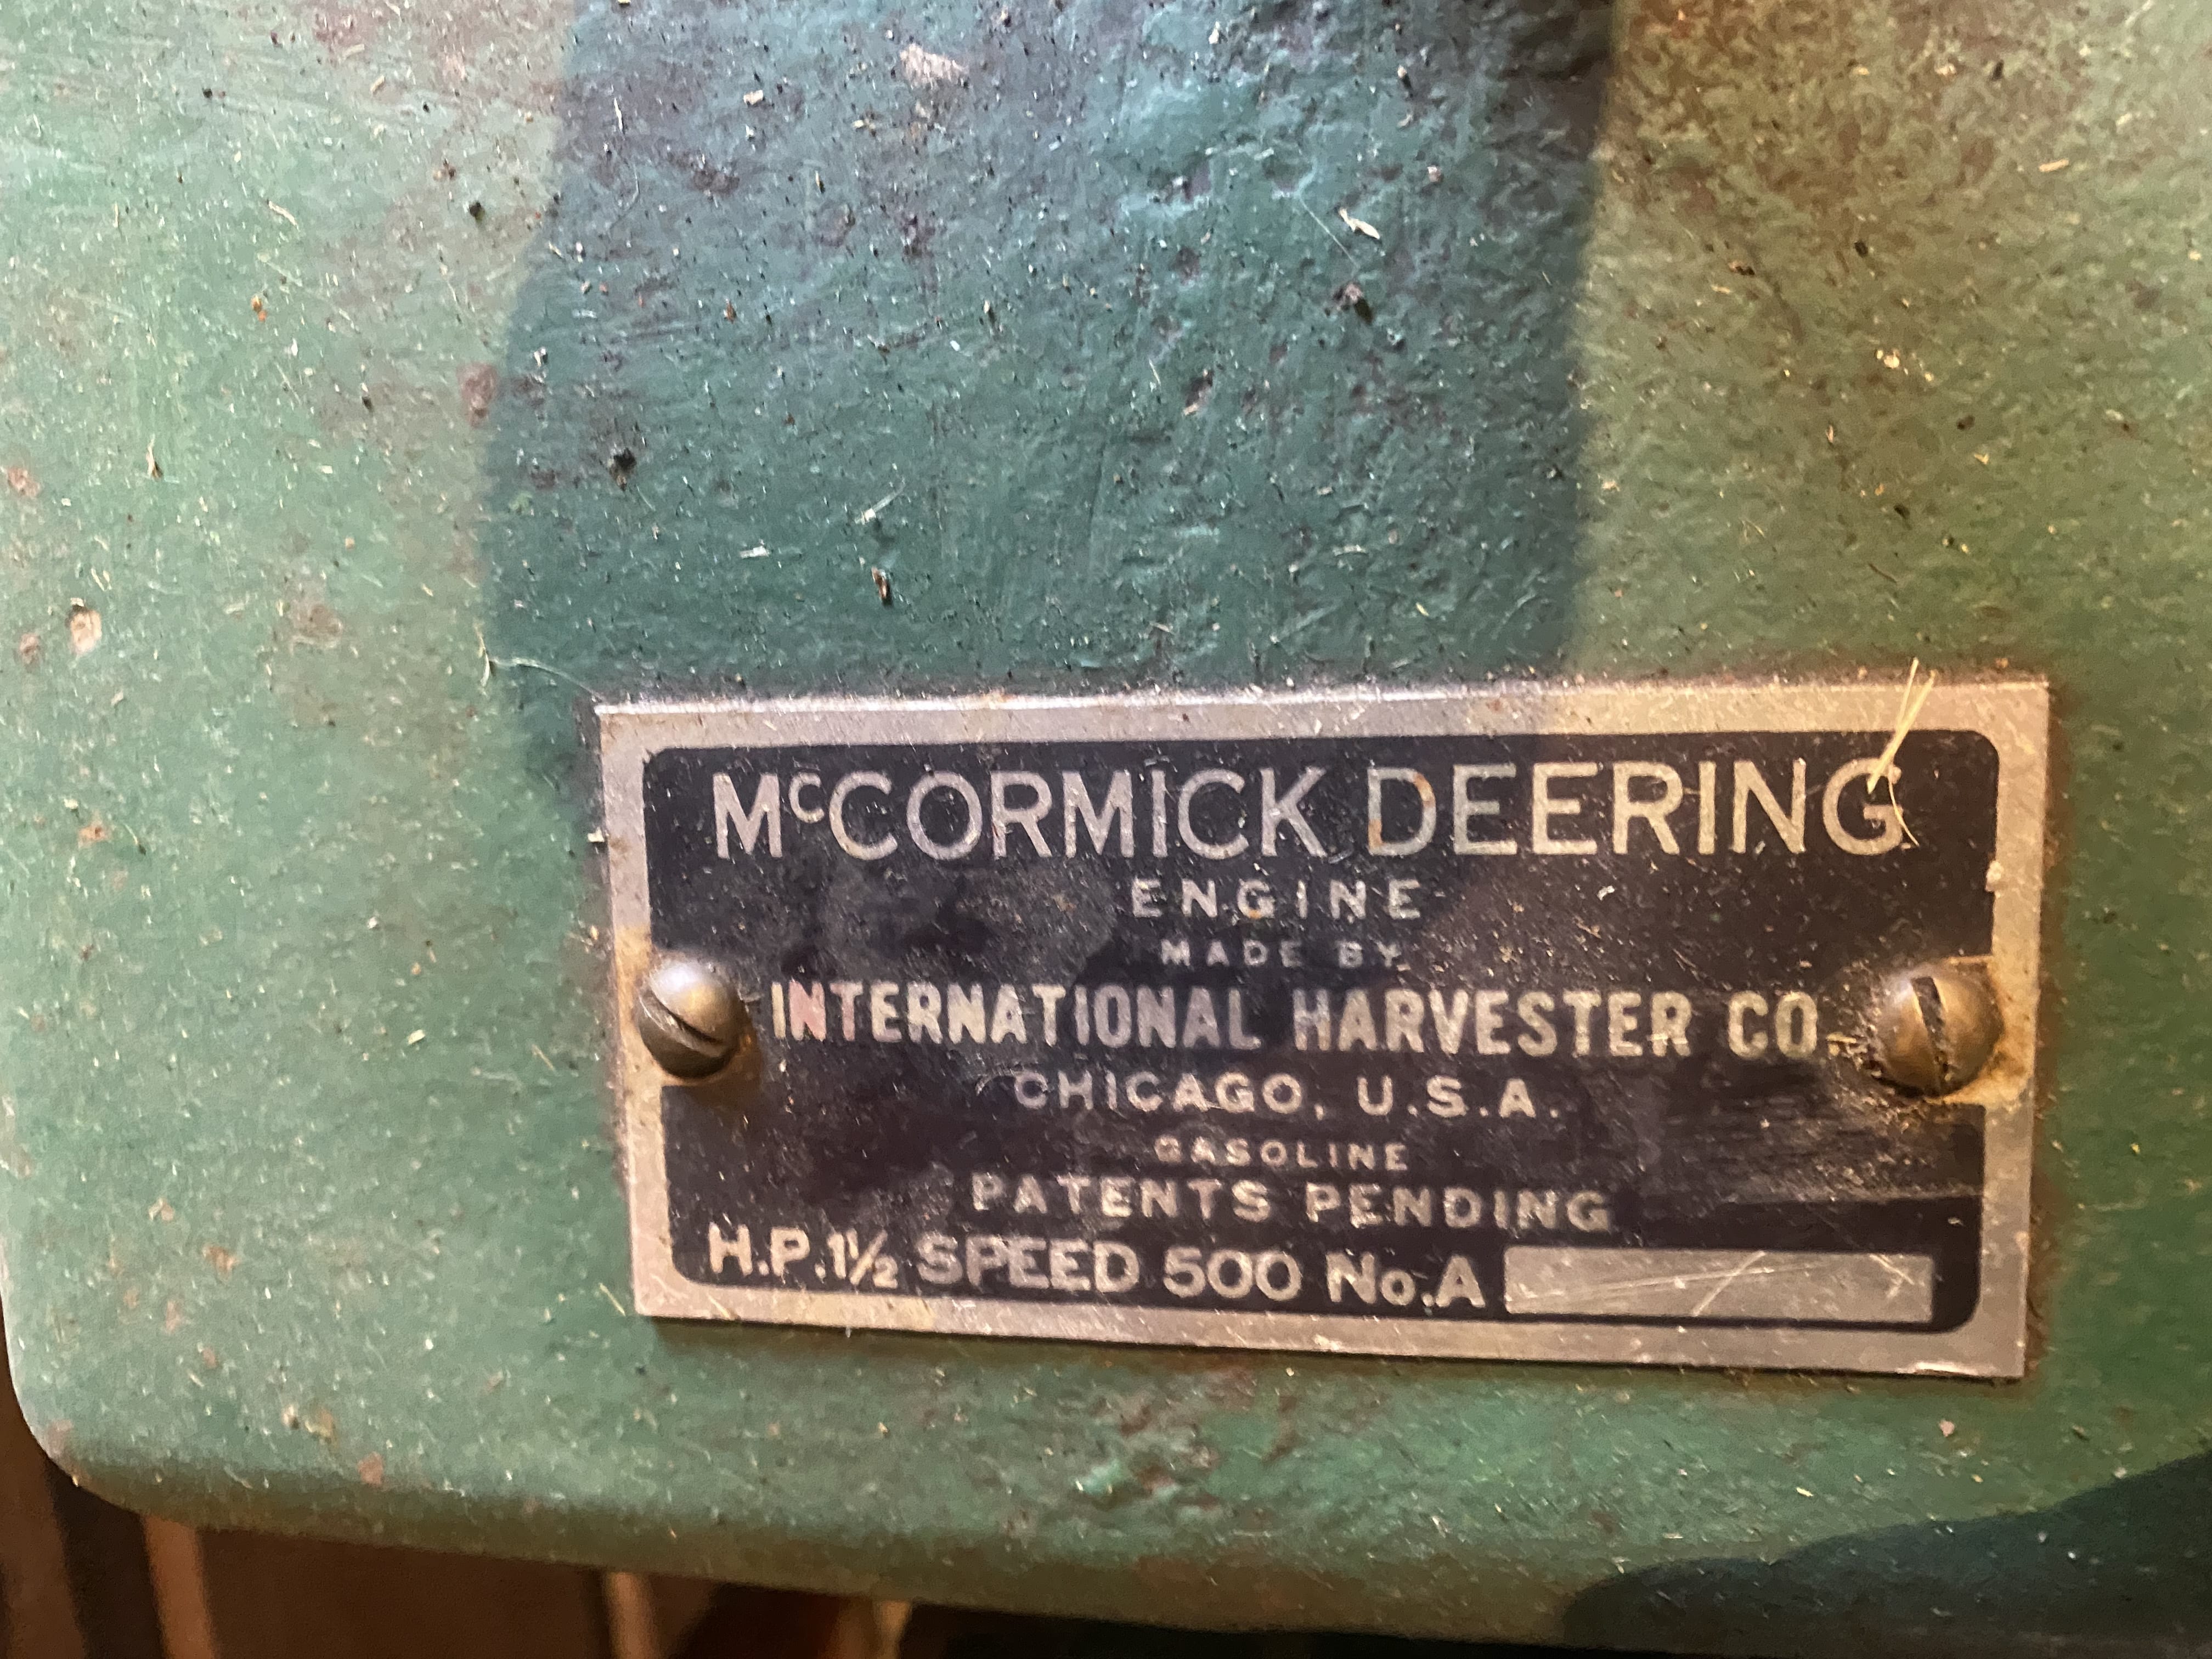 McCORMICK DEERING
ENGINE
MADE BY
INTERNATIONAL HARVESTER CO.
CHICAGO, U.S.A.
GASOLINE
PATENTS PENDING
H.P. 1½ SPEED 500 No. A